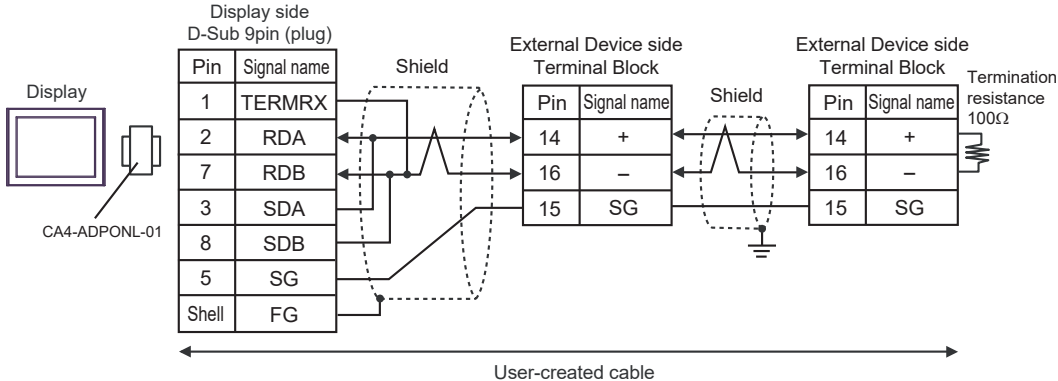 Display side
D-Sub 9pin (plug)
Pin Signal name
1 TERMRX
2 RDA
7 RDB
3 SDA
8 SDB
5 SG
Shell FG
Display
CA4-ADPONL-01
Shield
External Device side
Terminal Block
Pin Signal name
14 +
16 –
15 SG
Shield
External Device side
Terminal Block
Pin Signal name
14 +
16 –
15 SG
Termination
resistance
100Ω
User-created cable